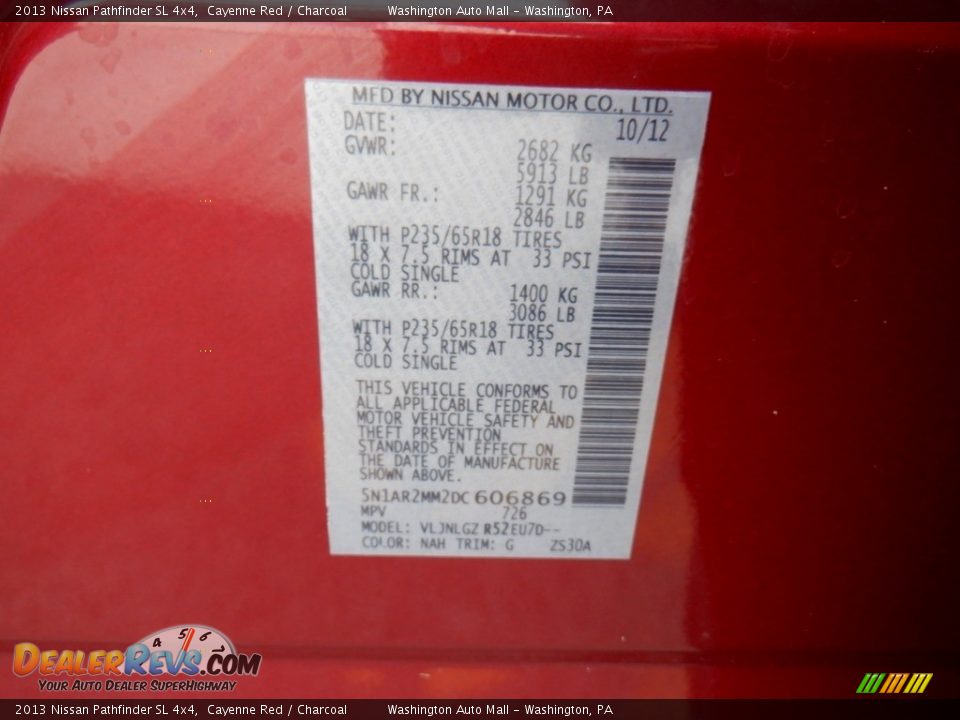 2013 Nissan Pathfinder SL 4x4,  Cayenne Red / Charcoal  Washington Auto Mall - Washington, PA
MFD BY NISSAN MOTOR CO., LTD.
DATE: 10/12
GVWR: 2682 KG
5913 LB
GAWR FR.: 1291 KG
2846 LB
WITH P235/65R18 TIRES
18 X 7.5 RIMS AT 33 PSI
COLD SINGLE
GAWR RR.: 1400 KG
3086 LB
WITH P235/65R18 TIRES
18 X 7.5 RIMS AT 33 PSI
COLD SINGLE
THIS VEHICLE CONFORMS TO
ALL APPLICABLE FEDERAL
MOTOR VEHICLE SAFETY AND
THEFT PREVENTION
STANDARDS IN EFFECT ON
THE DATE OF MANUFACTURE
SHOWN ABOVE.
5N1AR2MM2DC606869
MPV 726
MODEL: VLJNLGZ R52EU7D--
COLOR: NAH TRIM: G ZS30A
4 5 6
DEALERREVS.COM
YOUR AUTO DEALER SUPERHIGHWAY
2013 Nissan Pathfinder SL 4x4,  Cayenne Red / Charcoal  Washington Auto Mall - Washington, PA